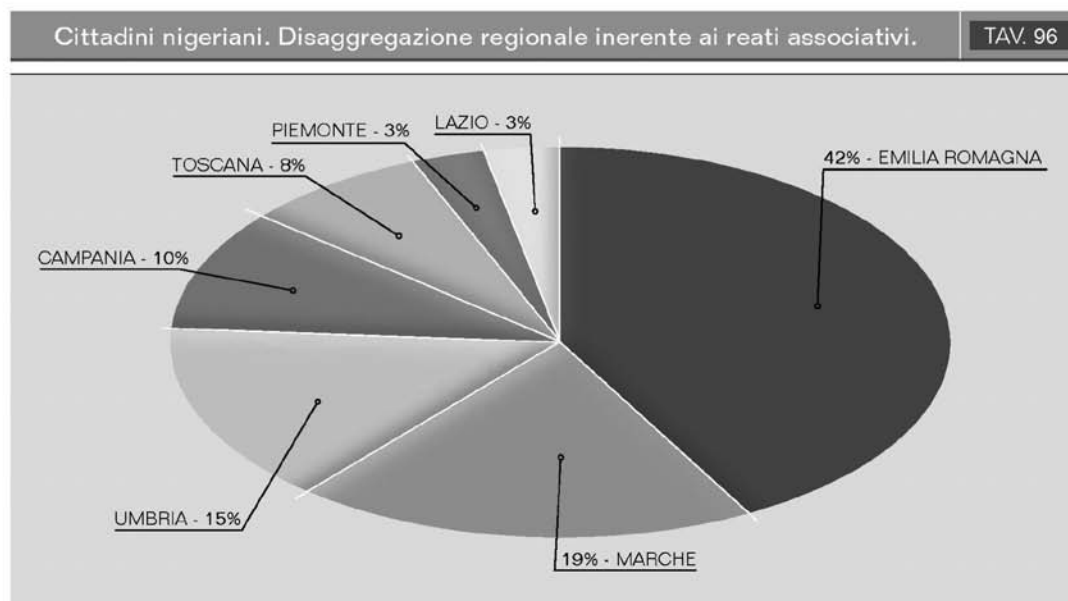 Cittadini nigeriani. Disaggregazione regionale inerente ai reati associativi.
TAV. 96
PIEMONTE - 3%
LAZIO - 3%
TOSCANA - 8%
42% - EMILIA ROMAGNA
CAMPANIA - 10%
UMBRIA - 15%
19% - MARCHE